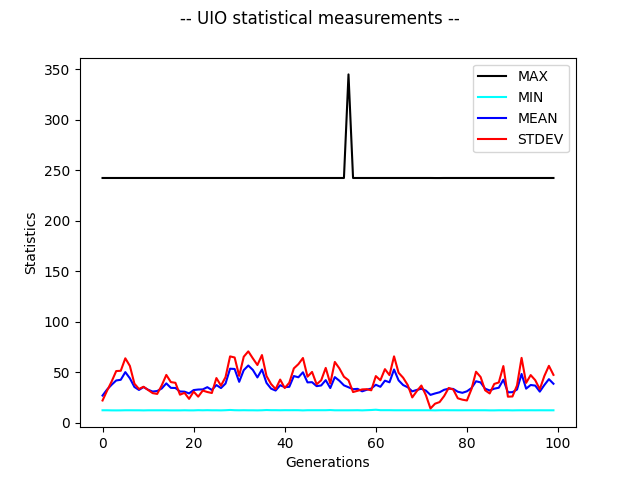 -- UIO statistical measurements --
350
300
250
200
150
100
50
0
Statistics
MAX
MIN
MEAN
STDEV
0
20
40
60
80
100
Generations